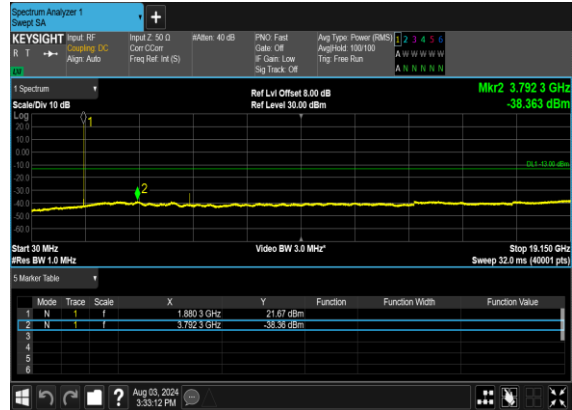 Spectrum Analyzer 1
Swept SA
+
KEYSIGHT Input: RF Input Z: 50 Ω #Atten: 40 dB PNO: Fast Avg Type: Power (RMS) 1 2 3 4 5 6
R T Coupling: DC Corr CCorr Gate: Off Avg|Hold: 100/100 A W W W W W
Align: Auto Freq Ref: Int (S) IF Gain: Low Trig: Free Run
Sig Track: Off A N N N N N
1 Spectrum Ref Lvl Offset 8.00 dB Mkr2 3.792 3 GHz
Scale/Div 10 dB Ref Level 30.00 dBm -38.363 dBm
Log
1
20.0
10.0
0.00
-10.0
DL1 -13.00 dBm
-20.0
-30.0
2
-40.0
-50.0
-60.0
Start 30 MHz Video BW 3.0 MHz* Stop 19.150 GHz
#Res BW 1.0 MHz Sweep 32.0 ms (40001 pts)
5 Marker Table
Mode Trace Scale X Y Function Function Width Function Value
1 N 1 f 1.880 3 GHz 21.67 dBm
2 N 1 f 3.792 3 GHz -38.36 dBm
3
4
5
6
? Aug 03, 2024
3:33:12 PM